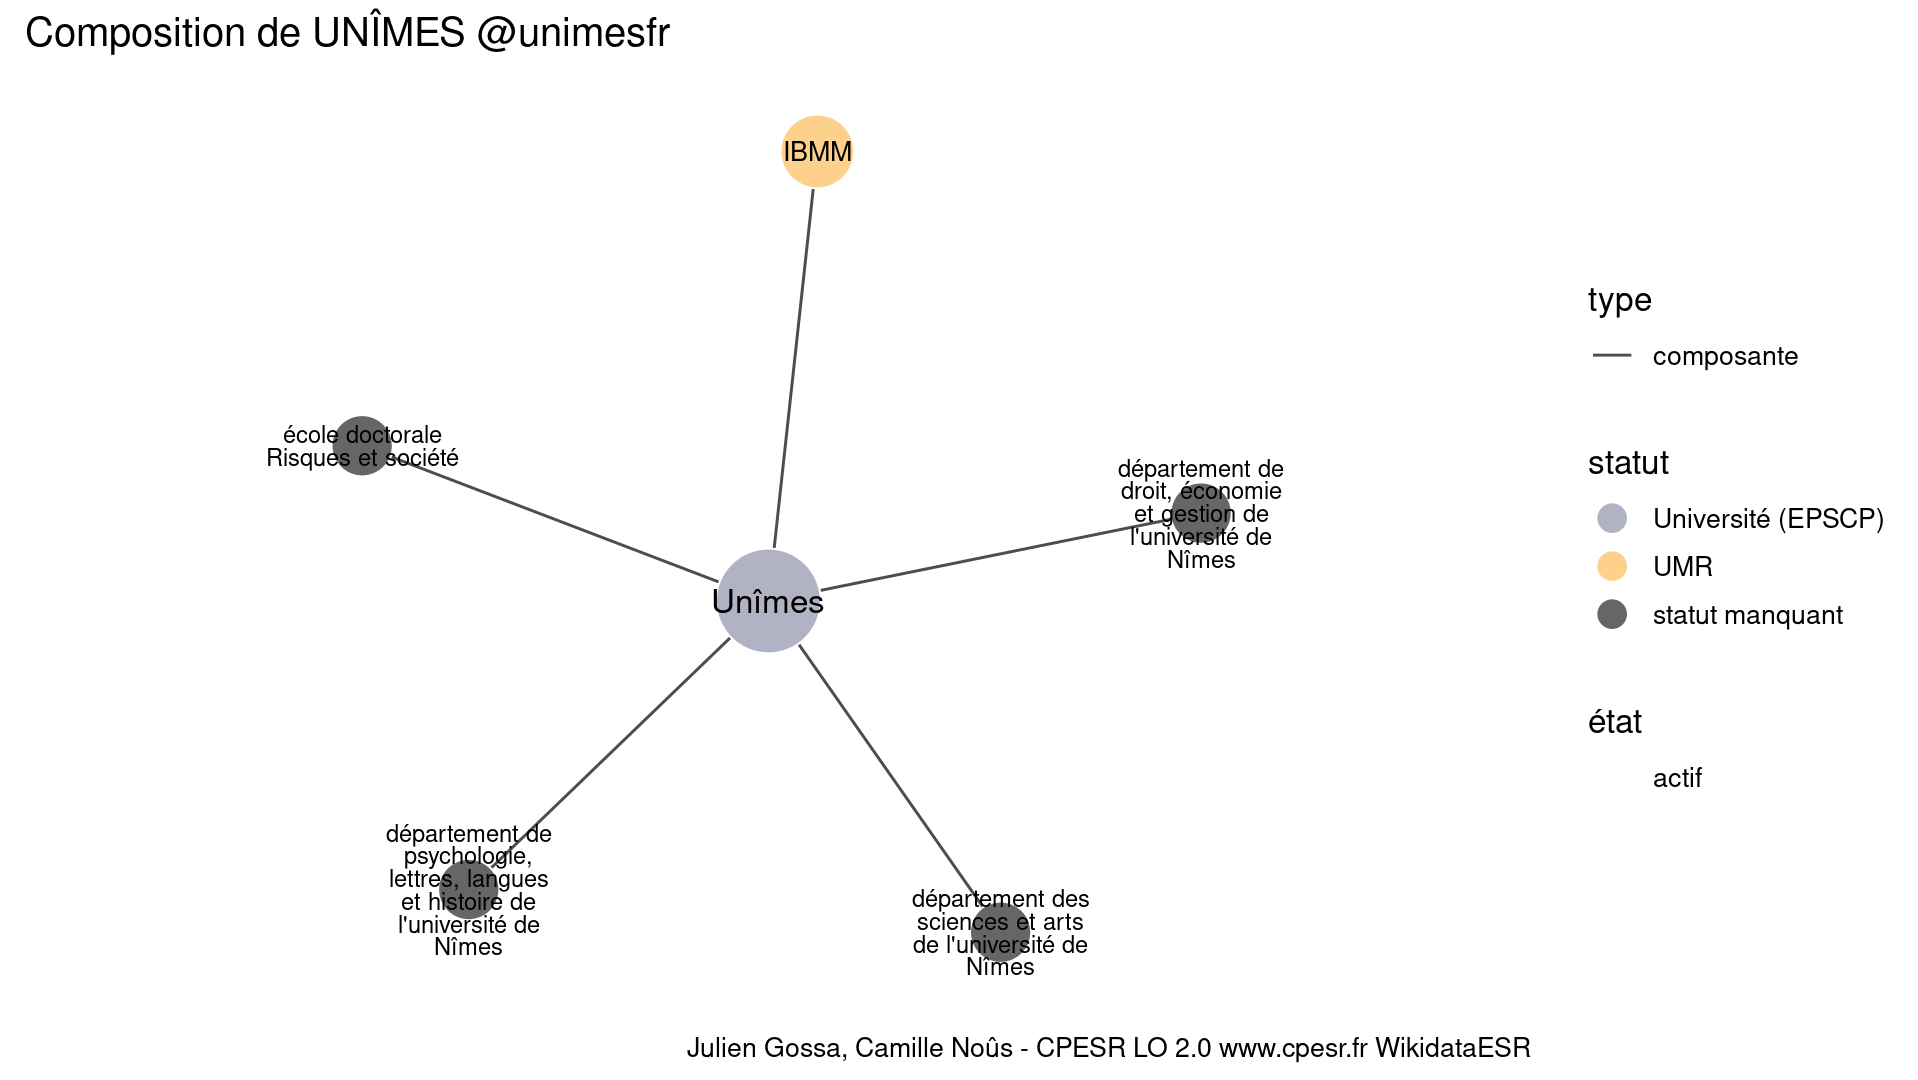 Composition de UNÎMES @unimesfr
IBMM
école doctorale
Risques et société
département de
droit, économie
et gestion de
l'université de
Nîmes
Unîmes
département de
psychologie,
lettres, langues
et histoire de
l'université de
Nîmes
département des
sciences et arts
de l'université de
Nîmes
type
composante
statut
Université (EPSCP)
UMR
statut manquant
état
actif
Julien Gossa, Camille Noûs - CPESR LO 2.0 www.cpesr.fr WikidataESR